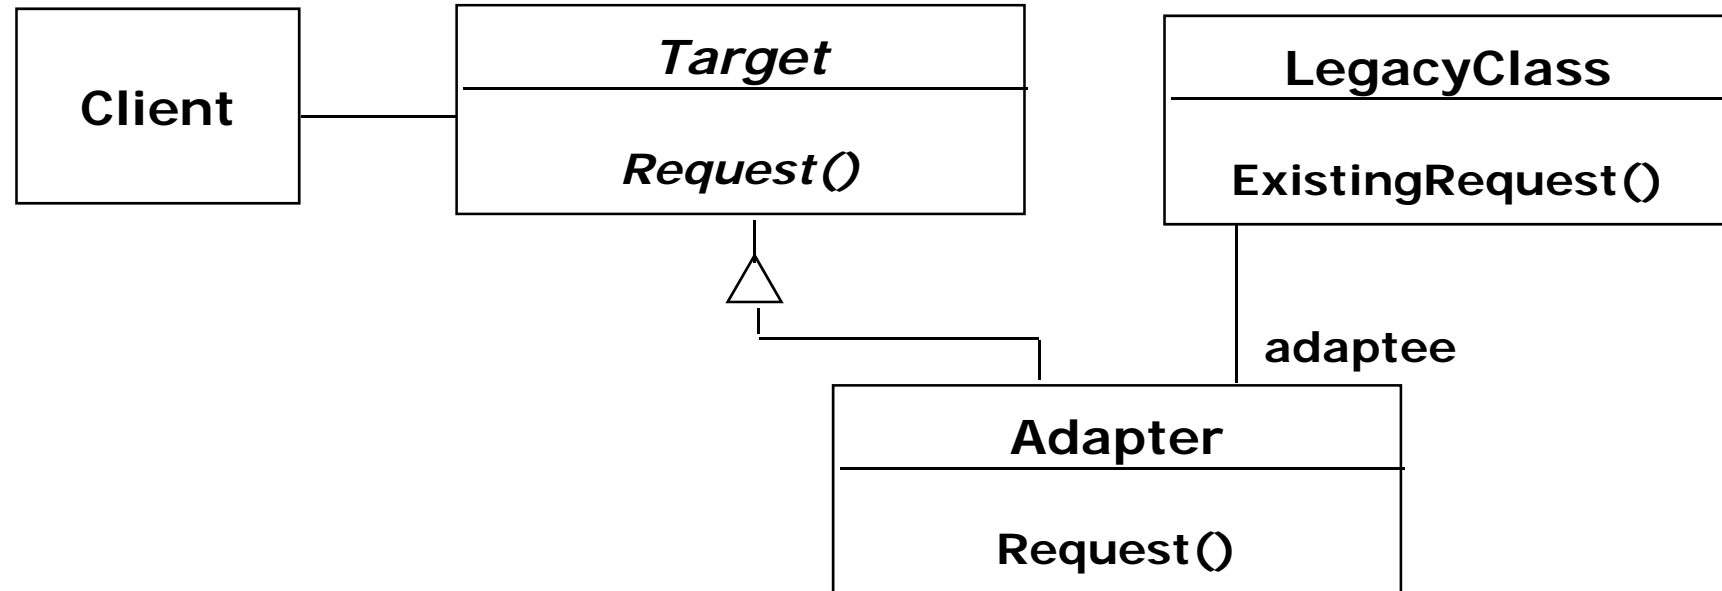 Client
Target
Request()
LegacyClass
ExistingRequest()
adaptee
Adapter
Request()